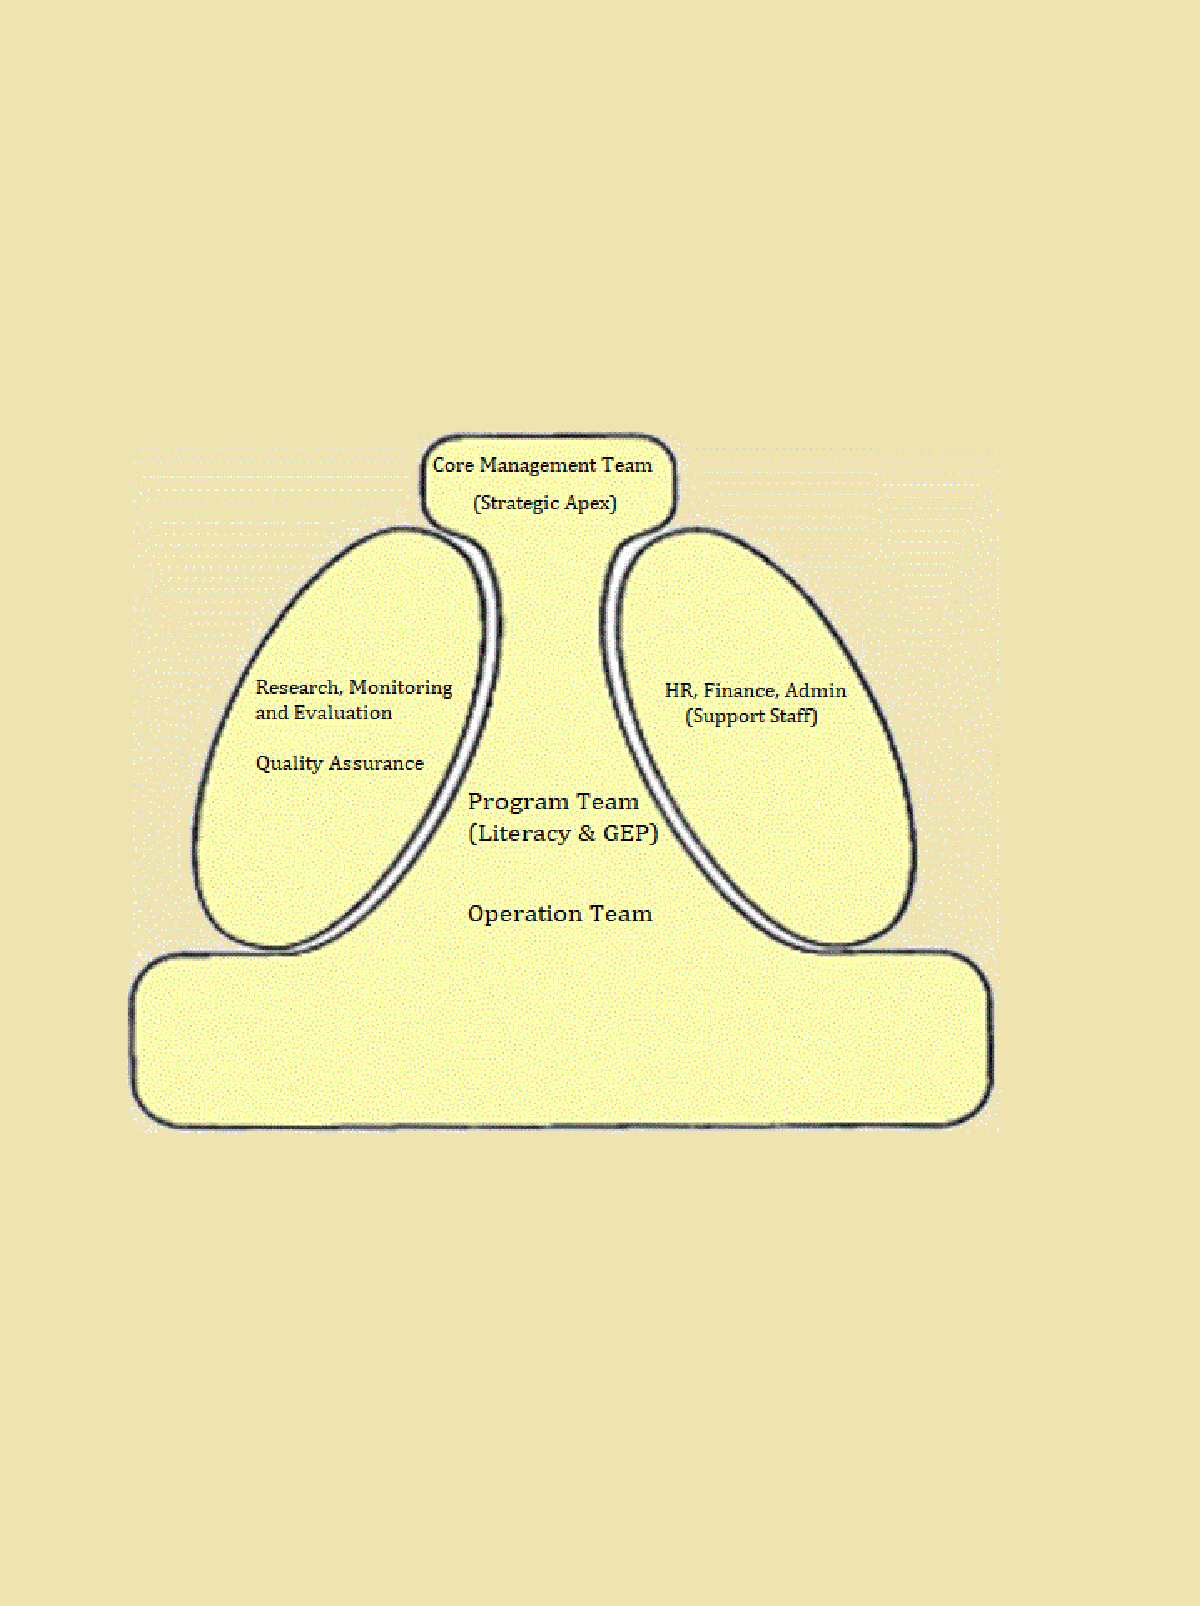 Core Management Team
(Strategic Apex)
Research, Monitoring
and Evaluation
Quality Assurance
HR, Finance, Admin
(Support Staff)
Program Team
(Literacy & GEP)
Operation Team